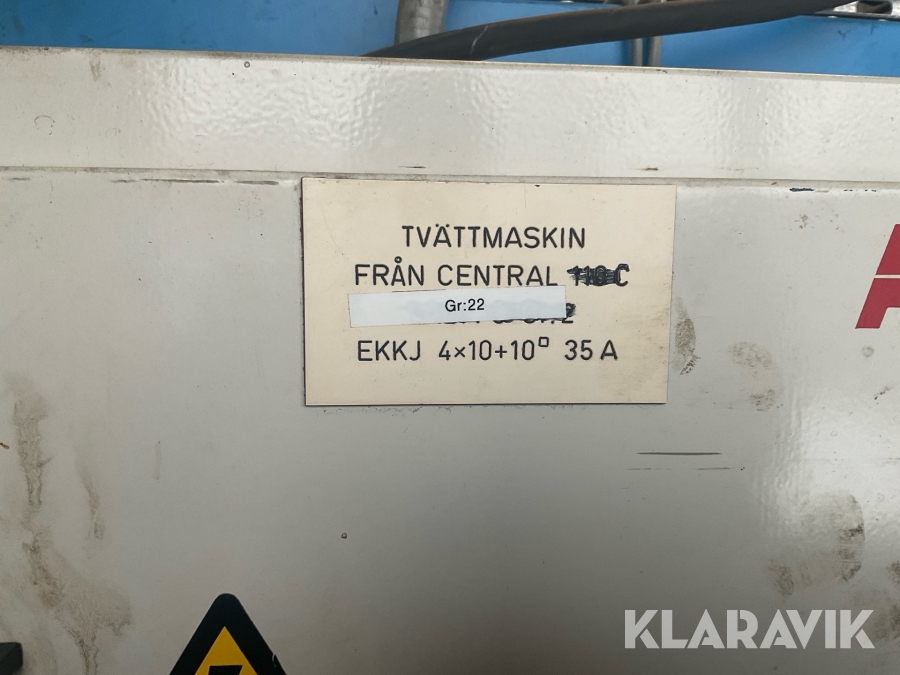 TVÄTTMASKIN
FRÅN CENTRAL
Gr:22
EKKJ 4×10+10□ 35 A
KLARAVIK